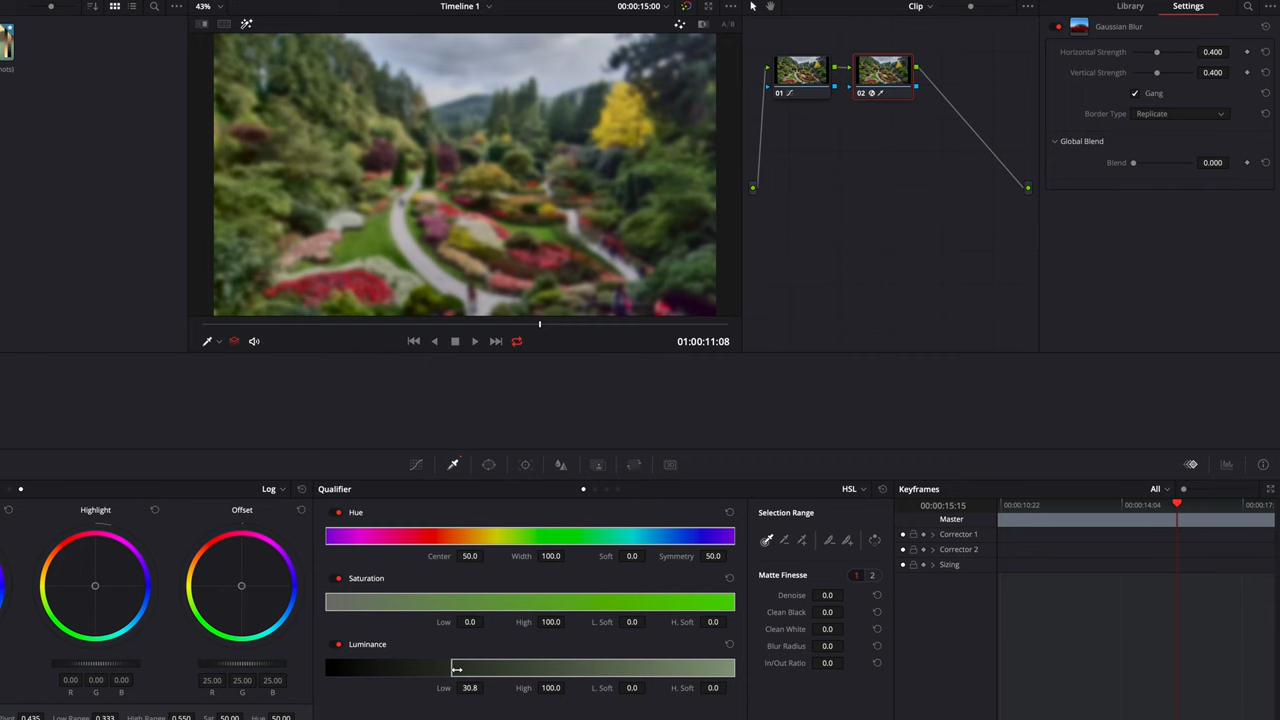 43%
Timeline 1
00:00:15:00
A/B
Clip
Library
Settings
Gaussian Blur
Horizontal Strength 0.400
Vertical Strength 0.400
Gang
Border Type Replicate
Global Blend
Blend 0.000
01
02
01:00:11:08
Log
Highlight
Offset
0.00 0.00 0.00
R G B
25.00 25.00 25.00
R G B
0.435 Low Range 0.333 High Range 0.550 Sat 50.00 Hue 50.00
Qualifier
HSL
Hue
Center 50.0 Width 100.0 Soft 0.0 Symmetry 50.0
Saturation
Low 0.0 High 100.0 L. Soft 0.0 H. Soft 0.0
Luminance
Low 30.8 High 100.0 L. Soft 0.0 H. Soft 0.0
Selection Range
Matte Finesse 1 2
Denoise 0.0
Clean Black 0.0
Clean White 0.0
Blur Radius 0.0
In/Out Ratio 0.0
Keyframes
All
00:00:15:15
00:00:10:22
00:00:14:04
00:00:17:
Master
Corrector 1
Corrector 2
Sizing